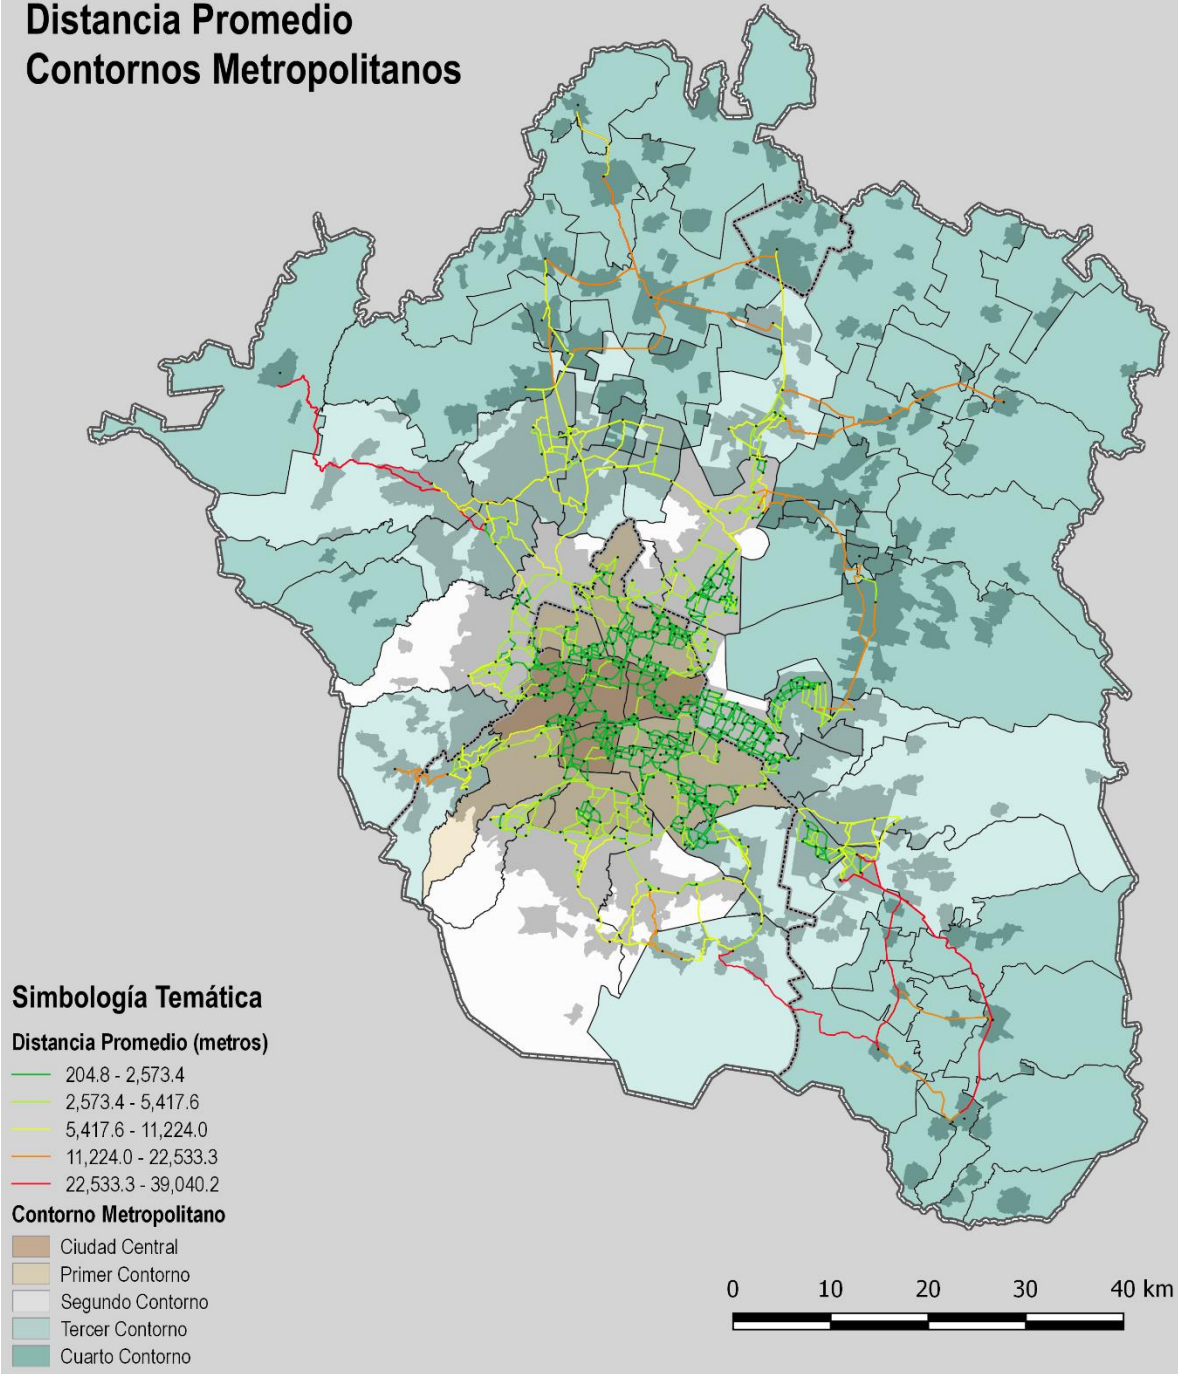 Distancia Promedio
Contornos Metropolitanos
Simbología Temática
Distancia Promedio (metros)
204.8 - 2,573.4
2,573.4 - 5,417.6
5,417.6 - 11,224.0
11,224.0 - 22,533.3
22,533.3 - 39,040.2
Contorno Metropolitano
Ciudad Central
Primer Contorno
Segundo Contorno
Tercer Contorno
Cuarto Contorno
0 10 20 30 40 km